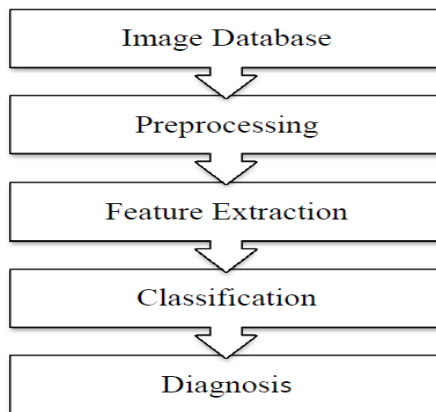 Image Database
Preprocessing
Feature Extraction
Classification
Diagnosis